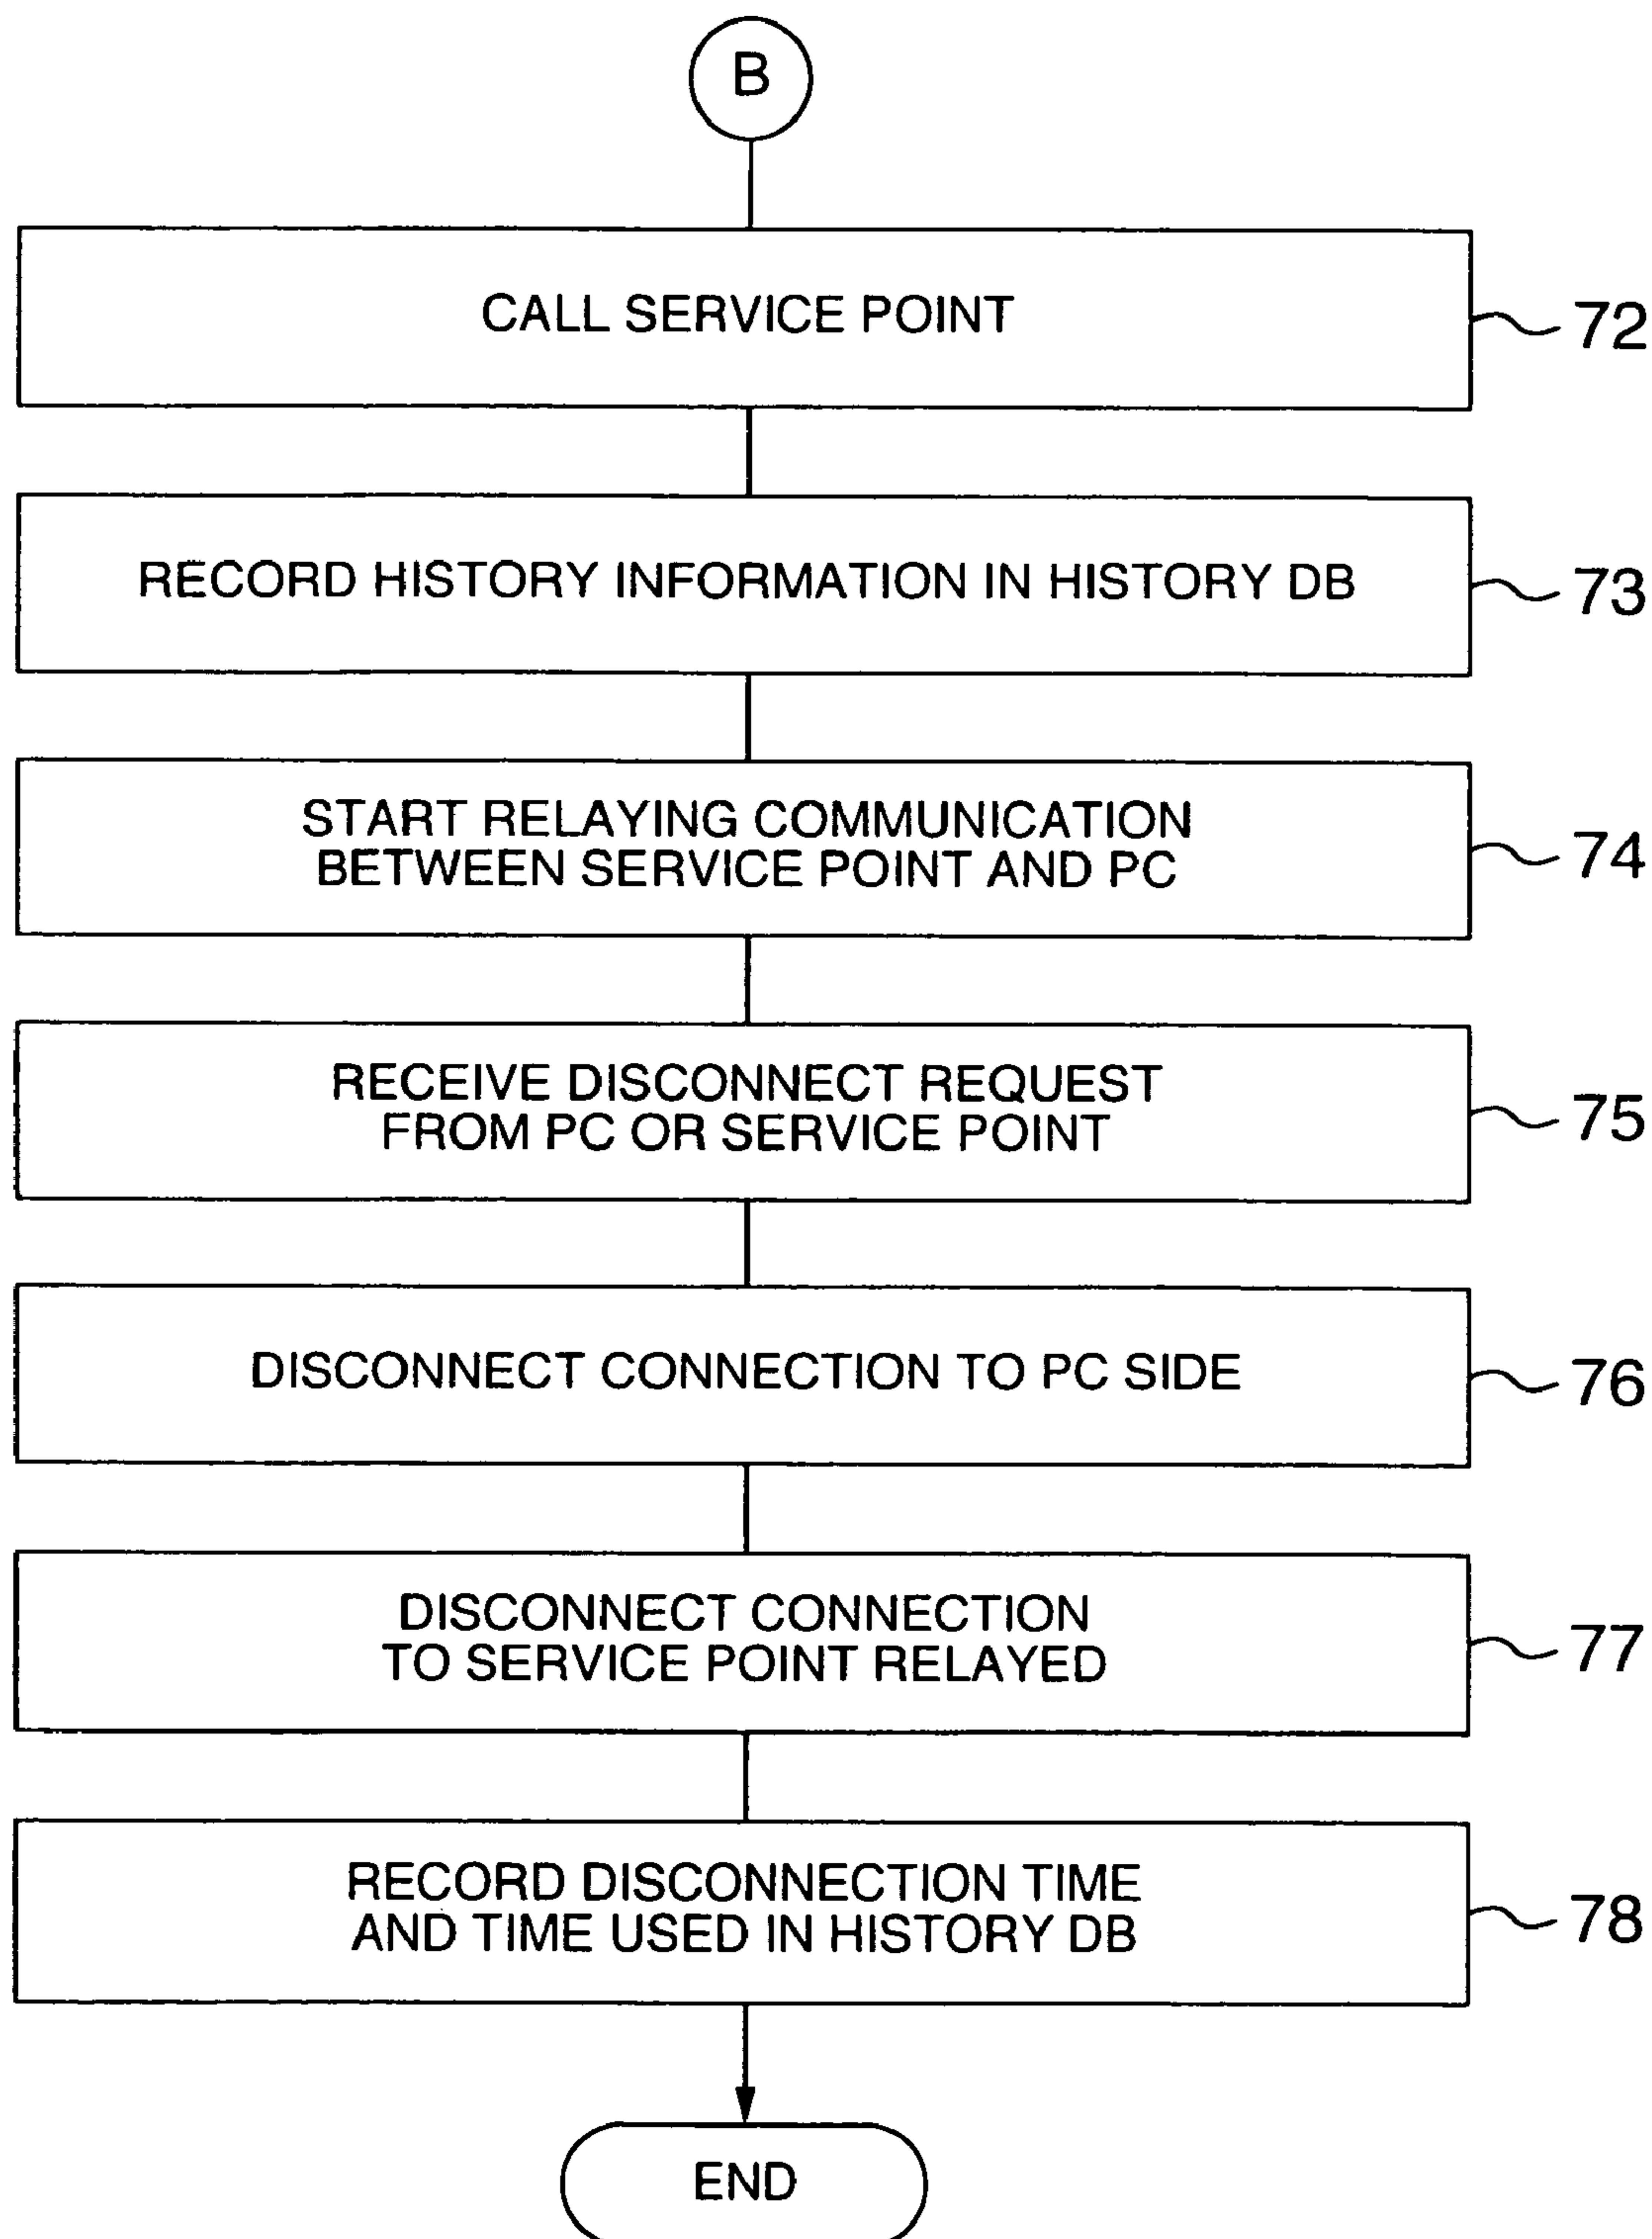 B
CALL SERVICE POINT
72
RECORD HISTORY INFORMATION IN HISTORY DB
73
START RELAYING COMMUNICATION
BETWEEN SERVICE POINT AND PC
74
RECEIVE DISCONNECT REQUEST
FROM PC OR SERVICE POINT
75
DISCONNECT CONNECTION TO PC SIDE
76
DISCONNECT CONNECTION
TO SERVICE POINT RELAYED
77
RECORD DISCONNECTION TIME
AND TIME USED IN HISTORY DB
78
END